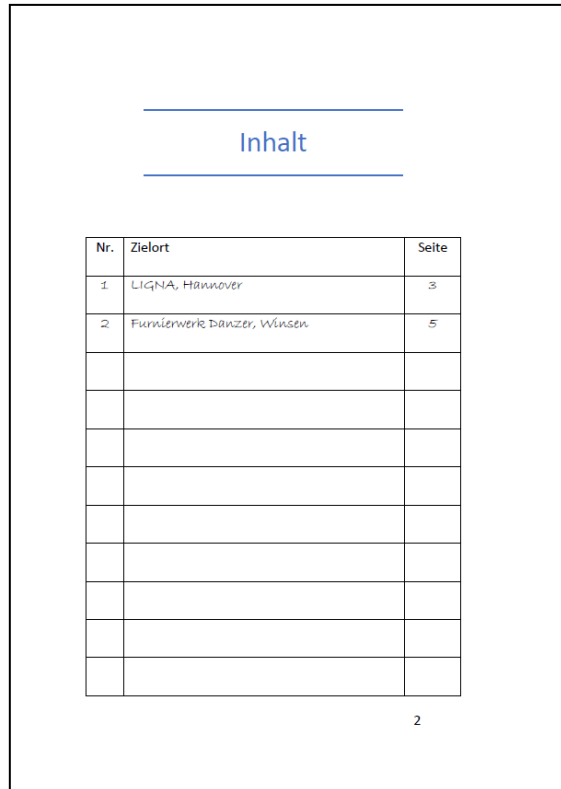 Inhalt
Nr. Zielort Seite
1 LIGNA, Hannover 3
2 Furnierwerk Danzer, Winsen 5
2